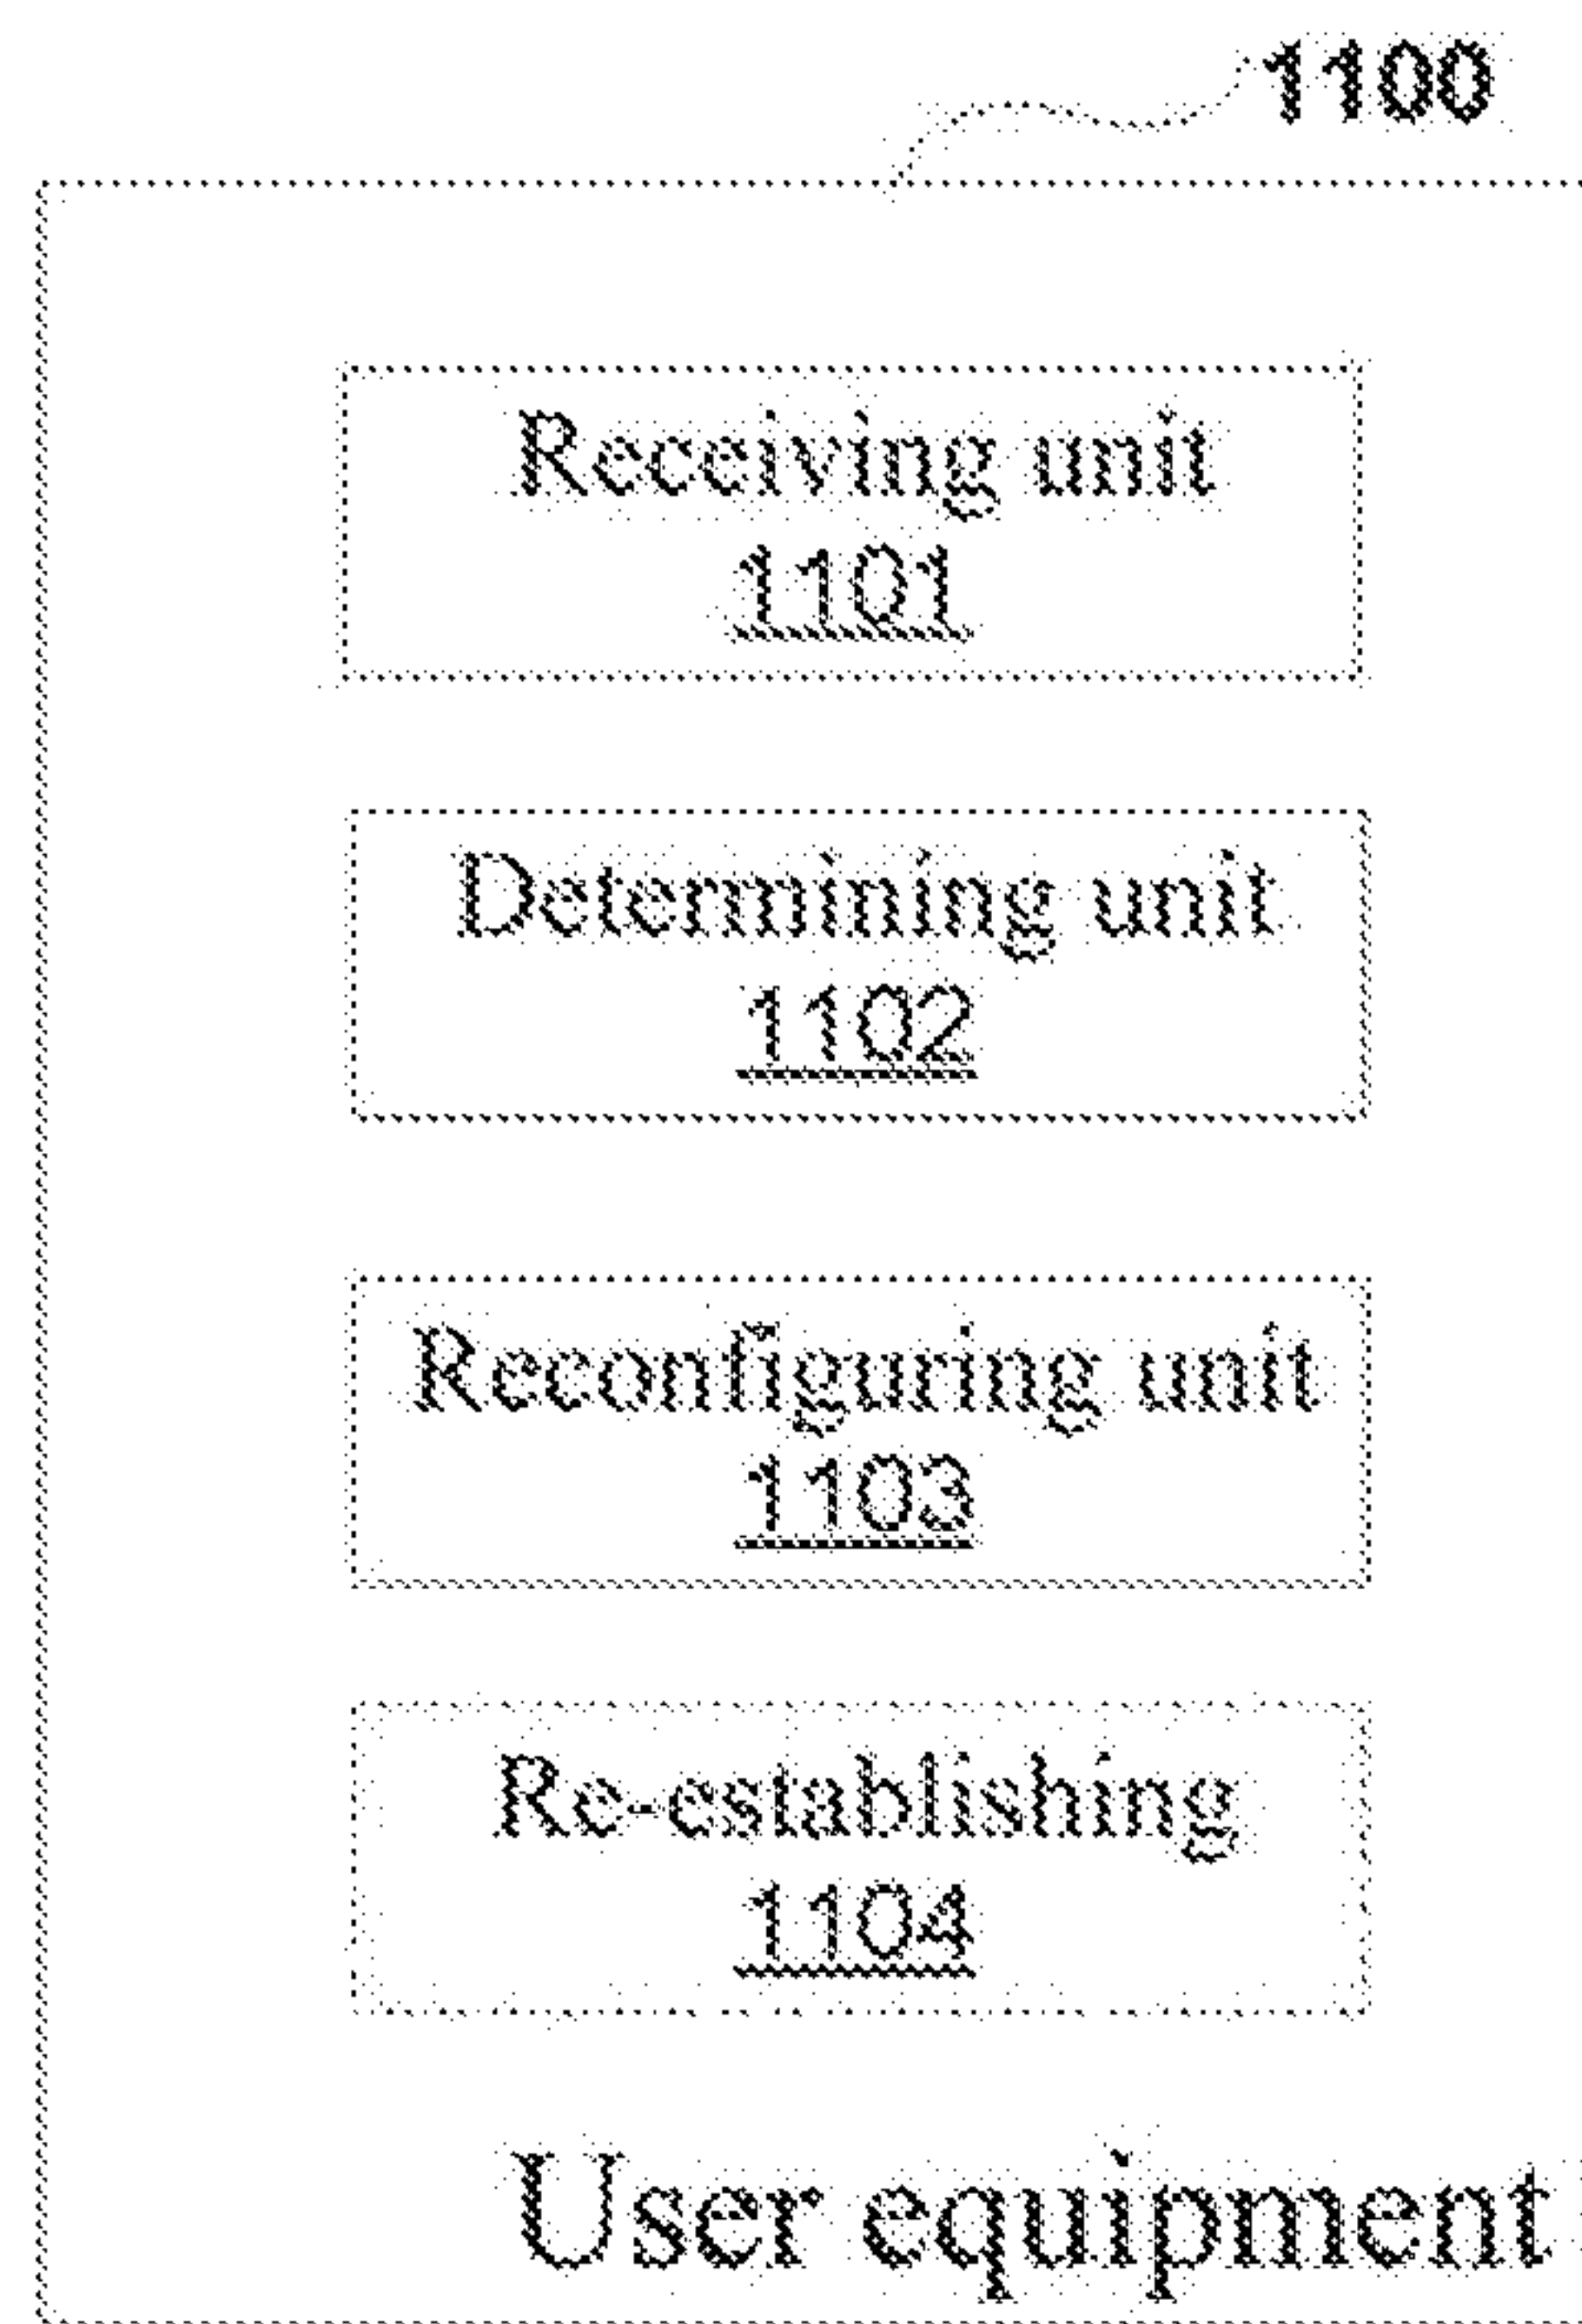 1100
Receiving unit
1101
Determining unit
1102
Reconfiguring unit
1103
Re-establishing
1104
User equipment